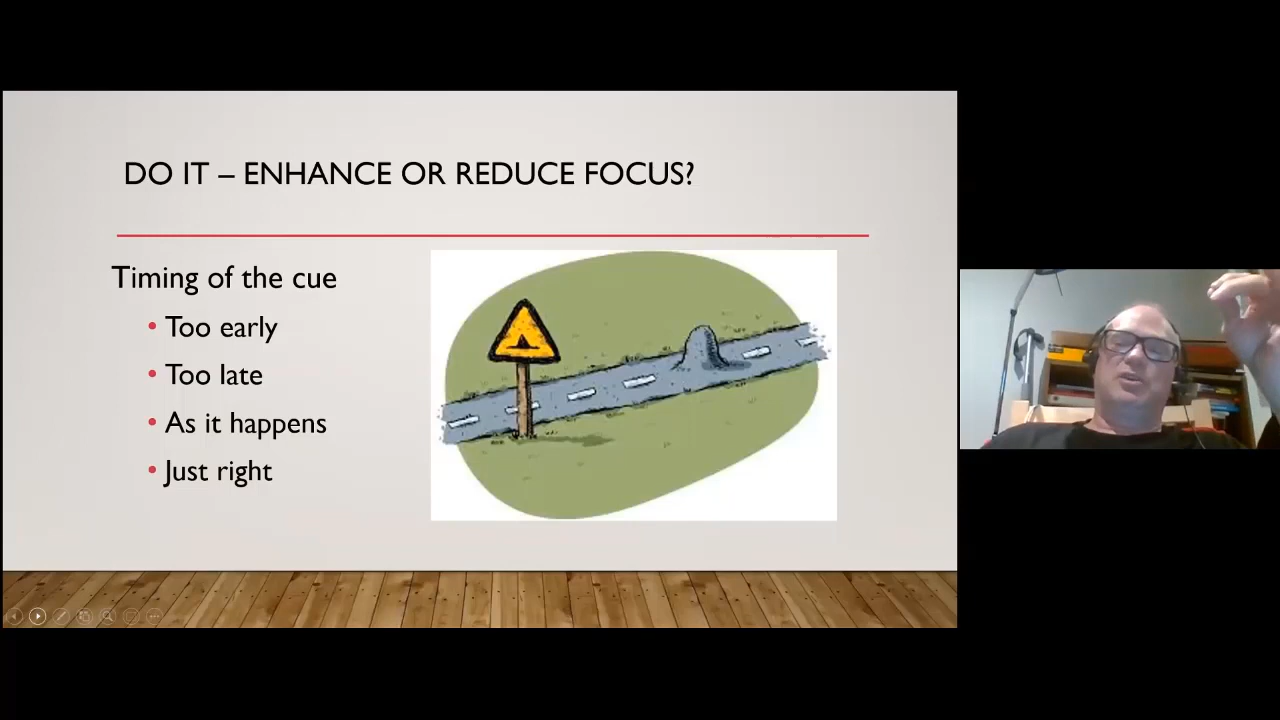 DO IT – ENHANCE OR REDUCE FOCUS?
Timing of the cue
• Too early
• Too late
• As it happens
• Just right